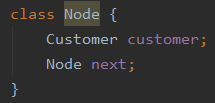 class Node {
    Customer customer;
    Node next;
}